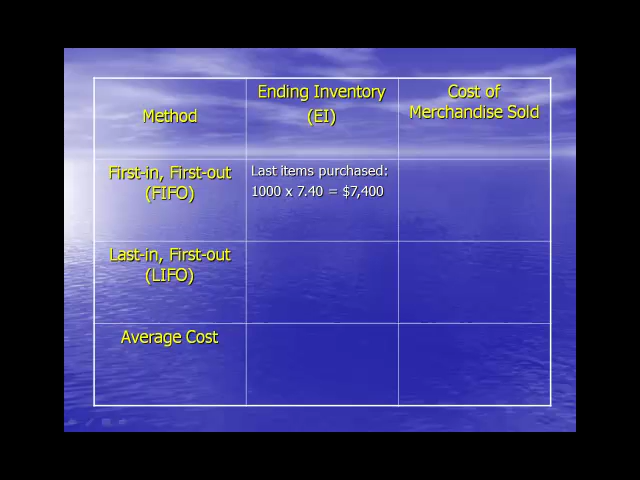 Method
Ending Inventory
(EI)
Cost of
Merchandise Sold
First-in, First-out
(FIFO)
Last items purchased:
1000 x 7.40 = $7,400
Last-in, First-out
(LIFO)
Average Cost